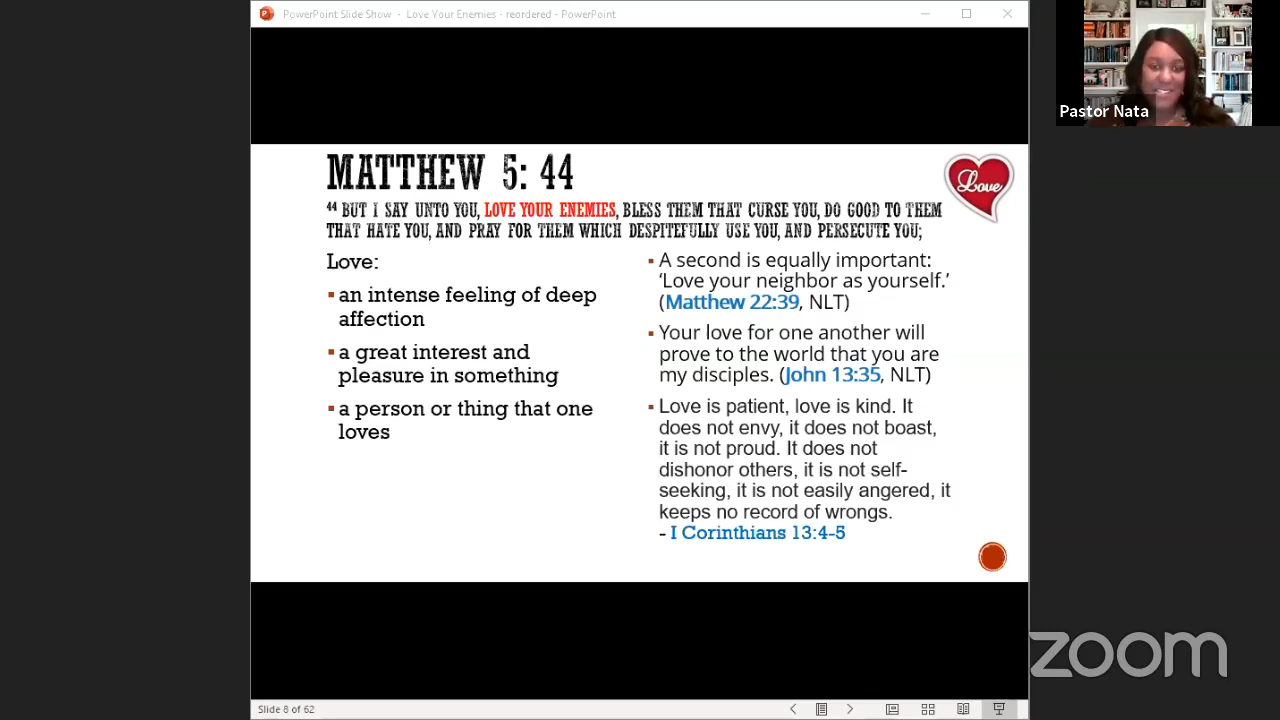 PowerPoint Slide Show - Love Your Enemies - reordered - PowerPoint
Pastor Nata
MATTHEW 5: 44
Love
44 BUT I SAY UNTO YOU, LOVE YOUR ENEMIES, BLESS THEM THAT CURSE YOU, DO GOOD TO THEM
THAT HATE YOU, AND PRAY FOR THEM WHICH DESPITEFULLY USE YOU, AND PERSECUTE YOU;
Love:
▪ an intense feeling of deep
affection
▪ a great interest and
pleasure in something
▪ a person or thing that one
loves
▪ A second is equally important:
‘Love your neighbor as yourself.’
(Matthew 22:39, NLT)
▪ Your love for one another will
prove to the world that you are
my disciples. (John 13:35, NLT)
▪ Love is patient, love is kind. It
does not envy, it does not boast,
it is not proud. It does not
dishonor others, it is not self-
seeking, it is not easily angered, it
keeps no record of wrongs.
- I Corinthians 13:4-5
zoom
Slide 8 of 62